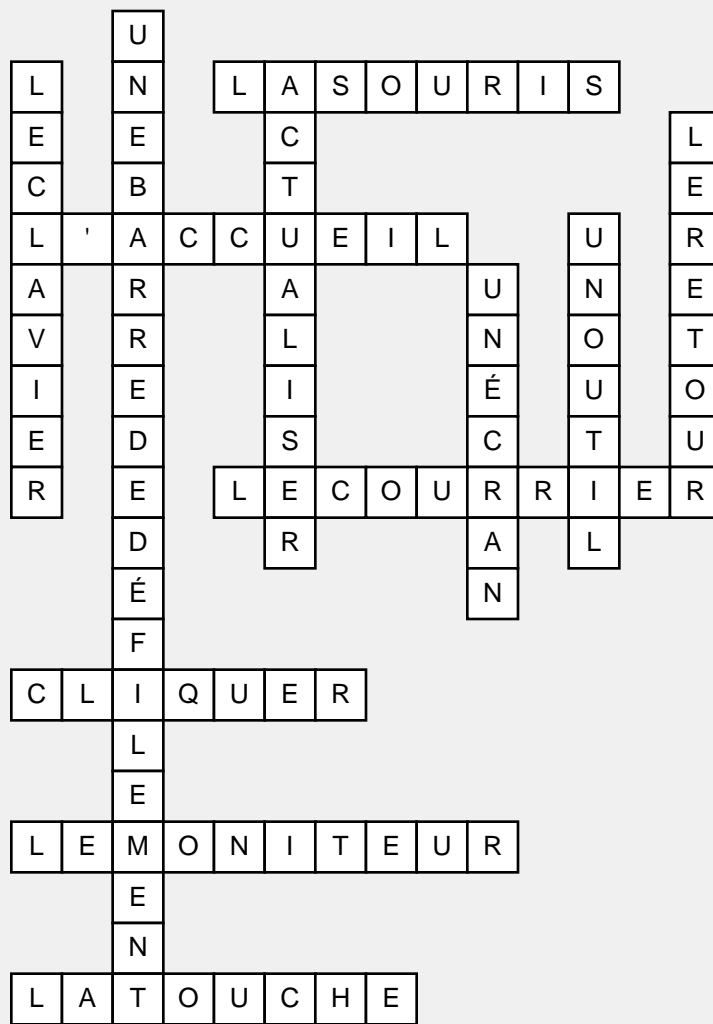 UNEBARREDEDÉFILEMENT
LECLAVIER
LASOURIS
ACTUALISER
LERETOUR
L'ACCUEIL
UNOUTIL
UNÉCRAN
LECOURRIER
CLIQUER
LEMONITEUR
LATOUCHE